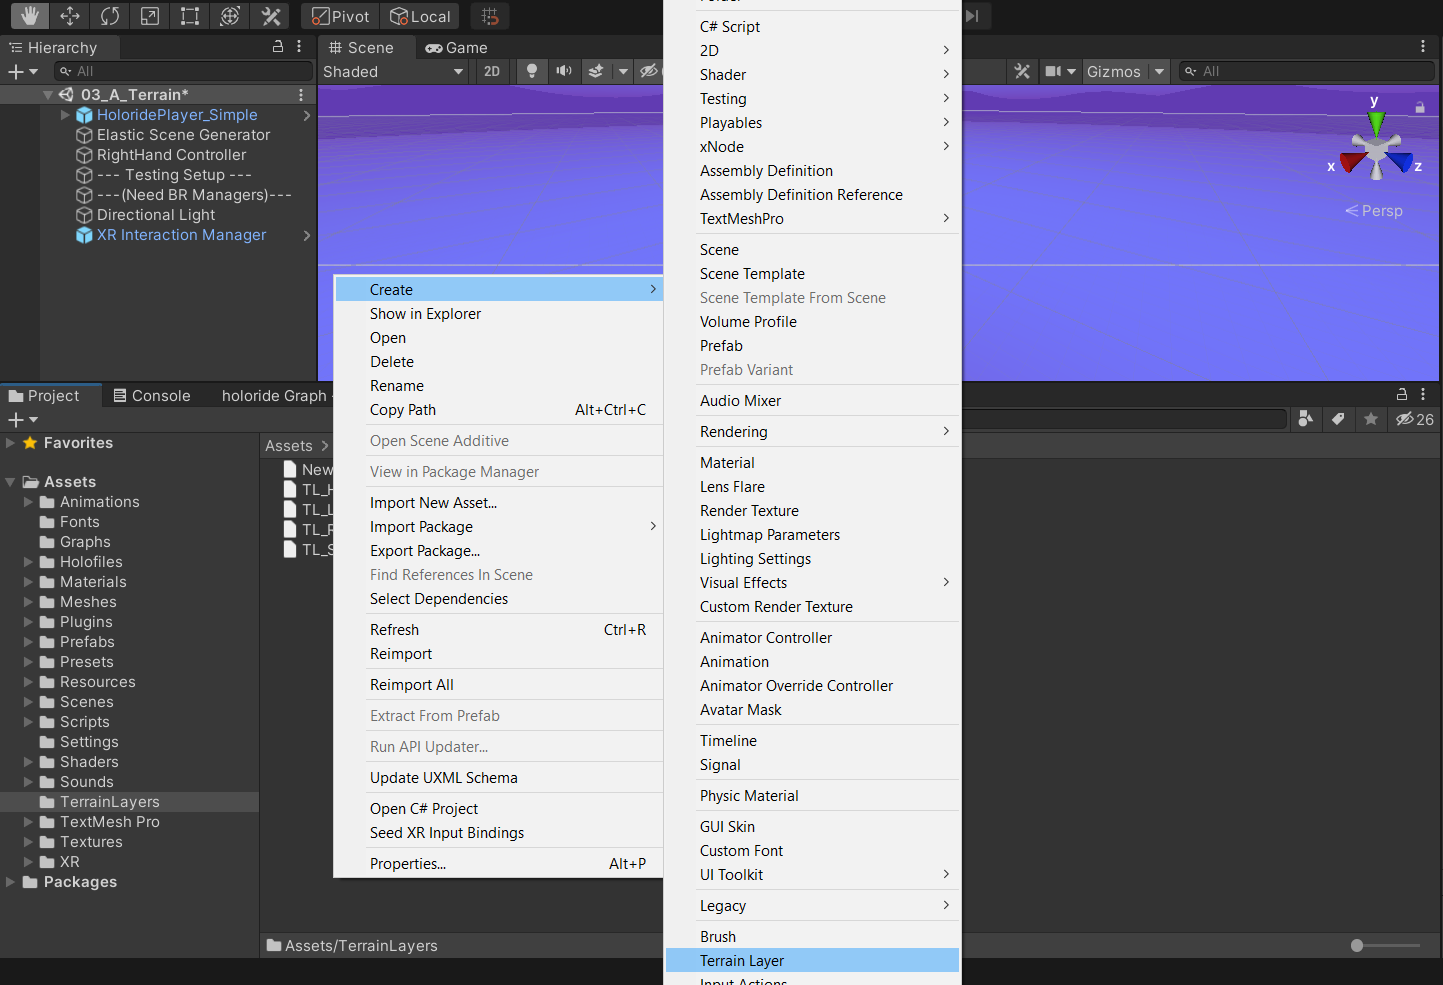 Pivot
Local
Hierarchy
Scene
Game
All
Shaded
2D
Gizmos
All
03_A_Terrain*
HoloridePlayer_Simple
Elastic Scene Generator
RightHand Controller
--- Testing Setup ---
---(Need BR Managers)---
Directional Light
XR Interaction Manager
y
x
z
Persp
Project
Console
holoride Graph
26
Favorites
Assets
Animations
Fonts
Graphs
Holofiles
Materials
Meshes
Plugins
Prefabs
Presets
Resources
Scenes
Scripts
Settings
Shaders
Sounds
TerrainLayers
TextMesh Pro
Textures
XR
Packages
Assets
New
TL_
TL_
TL_
TL_
Assets/TerrainLayers
Create
Show in Explorer
Open
Delete
Rename
Copy Path Alt+Ctrl+C
Open Scene Additive
View in Package Manager
Import New Asset...
Import Package
Export Package...
Find References In Scene
Select Dependencies
Refresh Ctrl+R
Reimport
Reimport All
Extract From Prefab
Run API Updater...
Update UXML Schema
Open C# Project
Seed XR Input Bindings
Properties... Alt+P
C# Script
2D
Shader
Testing
Playables
xNode
Assembly Definition
Assembly Definition Reference
TextMeshPro
Scene
Scene Template
Scene Template From Scene
Volume Profile
Prefab
Prefab Variant
Audio Mixer
Rendering
Material
Lens Flare
Render Texture
Lightmap Parameters
Lighting Settings
Visual Effects
Custom Render Texture
Animator Controller
Animation
Animator Override Controller
Avatar Mask
Timeline
Signal
Physic Material
GUI Skin
Custom Font
UI Toolkit
Legacy
Brush
Terrain Layer
Input Actions